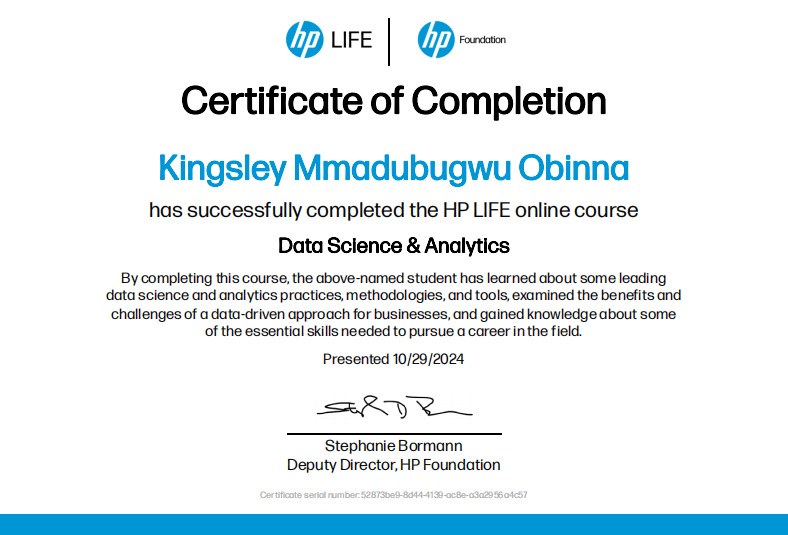 hp LIFE hp Foundation
Certificate of Completion
Kingsley Mmadubugwu Obinna
has successfully completed the HP LIFE online course
Data Science & Analytics
By completing this course, the above-named student has learned about some leading
data science and analytics practices, methodologies, and tools, examined the benefits and
challenges of a data-driven approach for businesses, and gained knowledge about some
of the essential skills needed to pursue a career in the field.
Presented 10/29/2024
Stephanie Bormann
Deputy Director, HP Foundation
Certificate serial number: 52873be9-8d44-4139-ac8e-a3a2956a4c57